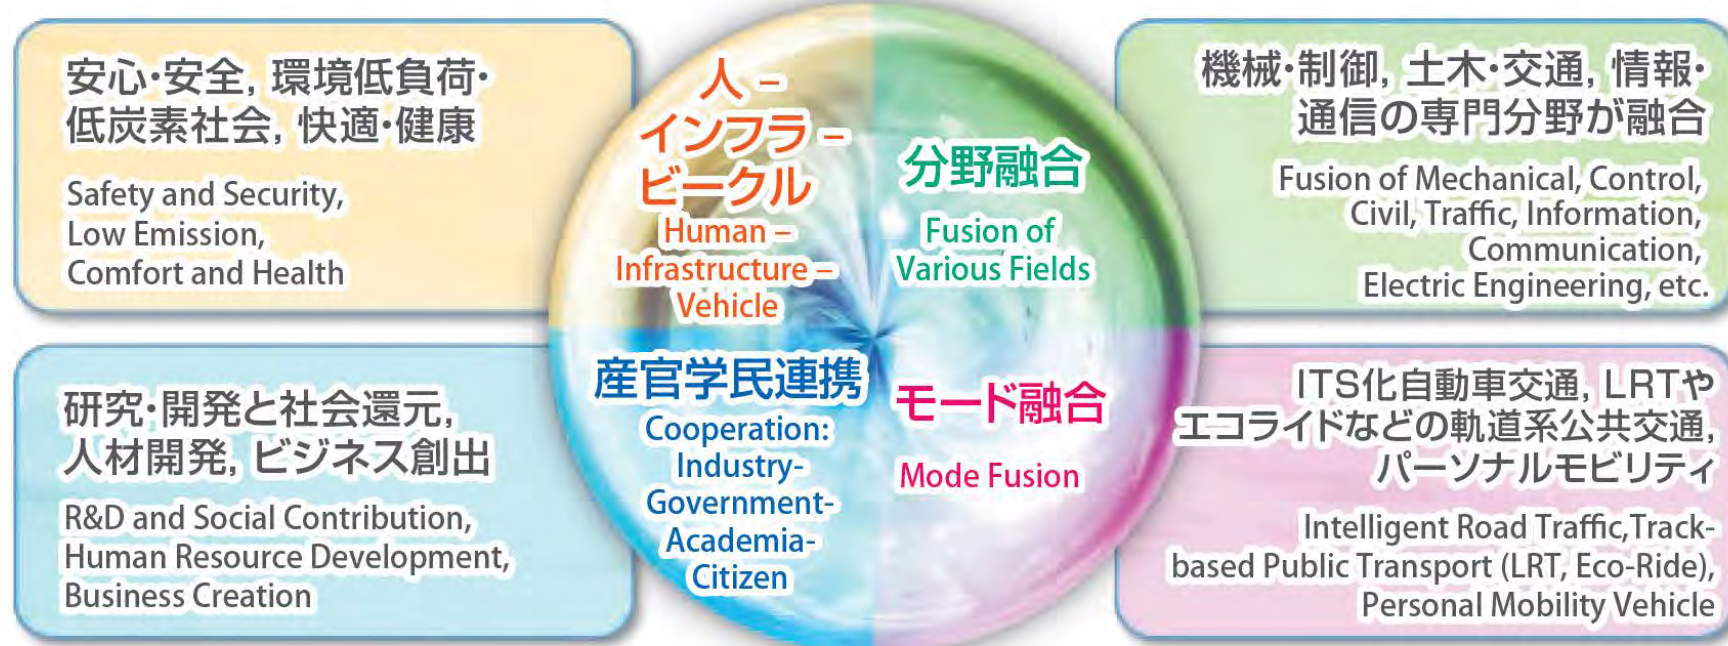 安心・安全, 環境低負荷・
低炭素社会, 快適・健康
Safety and Security,
Low Emission,
Comfort and Health
人 –
インフラ –
ビークル
Human –
Infrastructure –
Vehicle
分野融合
Fusion of
Various Fields
機械・制御, 土木・交通, 情報・
通信の専門分野が融合
Fusion of Mechanical, Control,
Civil, Traffic, Information,
Communication,
Electric Engineering, etc.
研究・開発と社会還元,
人材開発, ビジネス創出
R&D and Social Contribution,
Human Resource Development,
Business Creation
産官学民連携
Cooperation:
Industry-
Government-
Academia-
Citizen
モード融合
Mode Fusion
ITS化自動車交通, LRTや
エコライドなどの軌道系公共交通,
パーソナルモビリティ
Intelligent Road Traffic, Track-
based Public Transport (LRT, Eco-Ride),
Personal Mobility Vehicle